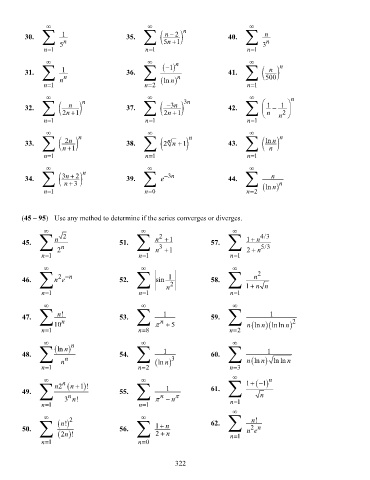 30. \sum_{n=1}^{\infty} \frac{1}{5^n}
35. \sum_{n=1}^{\infty} \left(\frac{n-2}{5n+1}\right)^n
40. \sum_{n=1}^{\infty} \frac{n}{3^n}
31. \sum_{n=1}^{\infty} \frac{1}{n^n}
36. \sum_{n=2}^{\infty} \frac{(-1)^n}{(\ln n)^n}
41. \sum_{n=1}^{\infty} \left(\frac{n}{500}\right)^n
32. \sum_{n=1}^{\infty} \left(\frac{n}{2n+1}\right)^n
37. \sum_{n=1}^{\infty} \left(\frac{-3n}{2n+1}\right)^{3n}
42. \sum_{n=1}^{\infty} \left(\frac{1}{n}-\frac{1}{n^2}\right)^n
33. \sum_{n=1}^{\infty} \left(\frac{2n}{n+1}\right)^n
38. \sum_{n=1}^{\infty} \left(2\sqrt[n]{n}+1\right)^n
43. \sum_{n=1}^{\infty} \left(\frac{\ln n}{n}\right)^n
34. \sum_{n=1}^{\infty} \left(\frac{3n+2}{n+3}\right)^n
39. \sum_{n=0}^{\infty} e^{-3n}
44. \sum_{n=2}^{\infty} \frac{n}{(\ln n)^n}
(45 – 95) Use any method to determine if the series converges or diverges.
45. \sum_{n=1}^{\infty} \frac{n^{\sqrt{2}}}{2^n}
51. \sum_{n=1}^{\infty} \frac{n^2+1}{n^3+1}
57. \sum_{n=1}^{\infty} \frac{1+n^{4/3}}{2+n^{5/3}}
46. \sum_{n=1}^{\infty} n^2 e^{-n}
52. \sum_{n=1}^{\infty} \left|\sin\frac{1}{n^2}\right|
58. \sum_{n=1}^{\infty} \frac{n^2}{1+n\,n}
47. \sum_{n=1}^{\infty} \frac{n!}{10^n}
53. \sum_{n=8}^{\infty} \frac{1}{\pi^n+5}
59. \sum_{n=2}^{\infty} \frac{1}{n(\ln n)(\ln\ln n)^2}
48. \sum_{n=1}^{\infty} \frac{(\ln n)^n}{n^n}
54. \sum_{n=2}^{\infty} \frac{1}{(\ln n)^3}
60. \sum_{n=3}^{\infty} \frac{1}{n(\ln n)\ln\ln n}
49. \sum_{n=1}^{\infty} \frac{n2^n(n+1)!}{3^n n!}
55. \sum_{n=1}^{\infty} \frac{1}{\pi^n-n^\pi}
61. \sum_{n=1}^{\infty} \frac{1+(-1)^n}{n}
50. \sum_{n=1}^{\infty} \frac{(n!)^2}{(2n)!}
56. \sum_{n=0}^{\infty} \frac{1+n}{2+n}
62. \sum_{n=1}^{\infty} \frac{n!}{n^2 e^n}
322